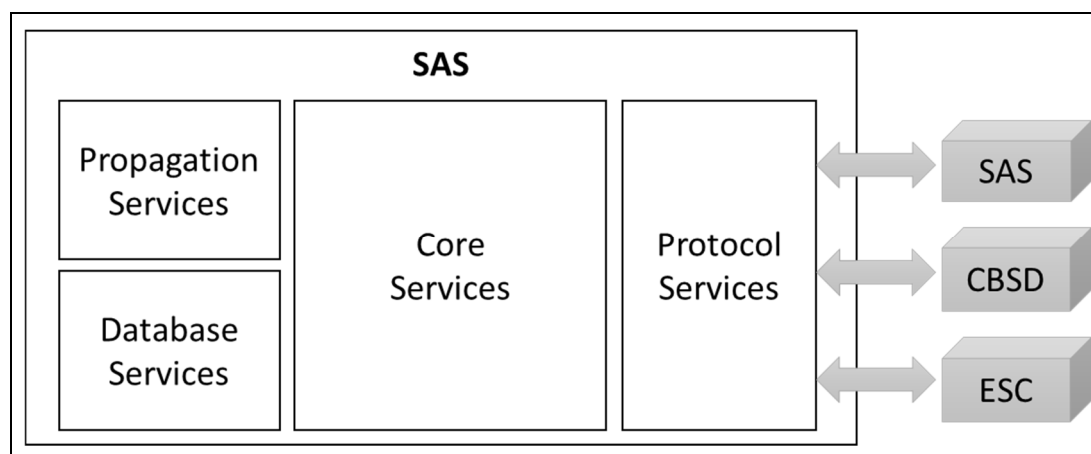 SAS
Propagation
Services
Database
Services
Core
Services
Protocol
Services
SAS
CBSD
ESC